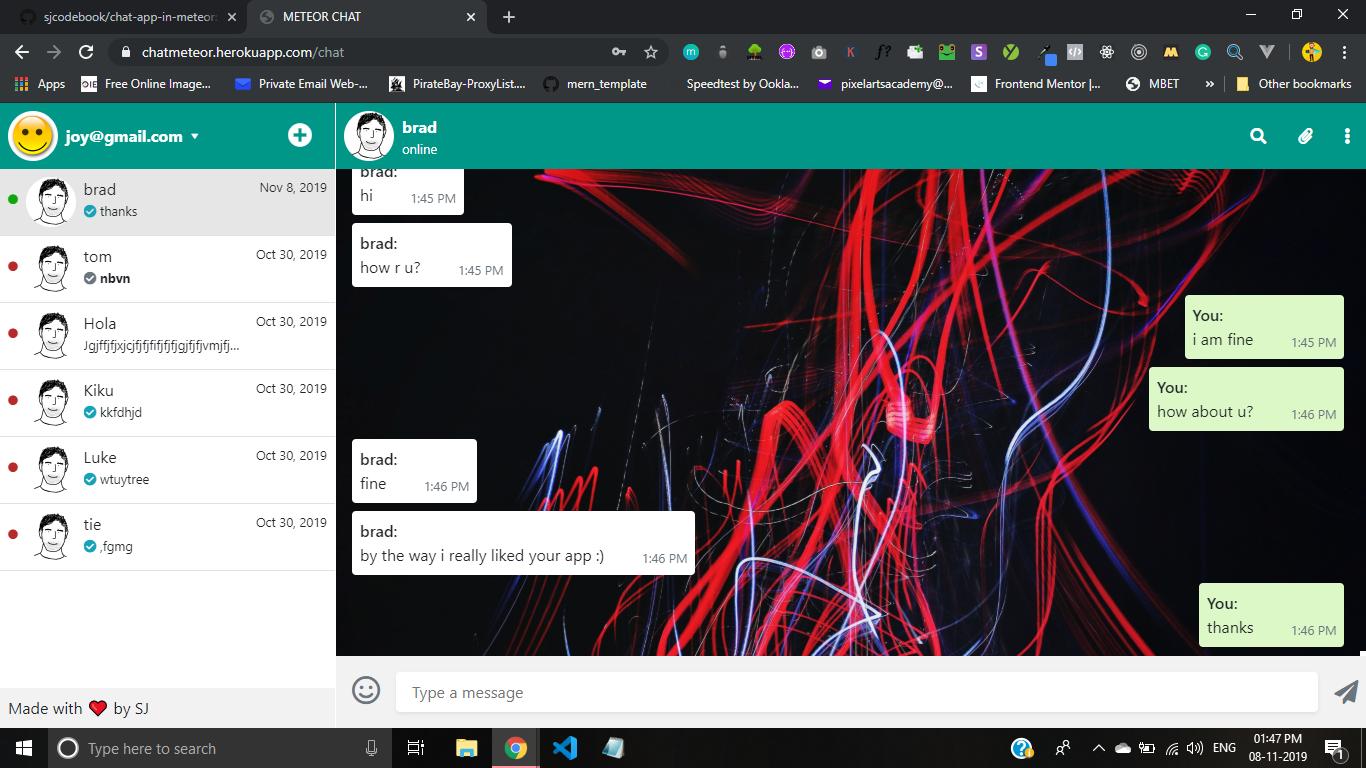 sjcodebook/chat-app-in-meteor:
METEOR CHAT
chatmeteor.herokuapp.com/chat
Apps
Free Online Image...
Private Email Web-...
PirateBay-ProxyList....
mern_template
Speedtest by Ookla...
pixelartsacademy@...
Frontend Mentor |...
MBET
»
Other bookmarks
joy@gmail.com
brad
online
brad
Nov 8, 2019
thanks
tom
Oct 30, 2019
nbvn
Hola
Oct 30, 2019
Jgjffjfjxjcjfjfjfifjfjfjgjfjfjvmjfj...
Kiku
Oct 30, 2019
kkfdhjd
Luke
Oct 30, 2019
wtuytree
tie
Oct 30, 2019
,fgmg
Made with ❤ by SJ
brad:
hi
1:45 PM
brad:
how r u?
1:45 PM
You:
i am fine
1:45 PM
You:
how about u?
1:46 PM
brad:
fine
1:46 PM
brad:
by the way i really liked your app :)
1:46 PM
You:
thanks
1:46 PM
Type a message
Type here to search
ENG
01:47 PM
08-11-2019
1